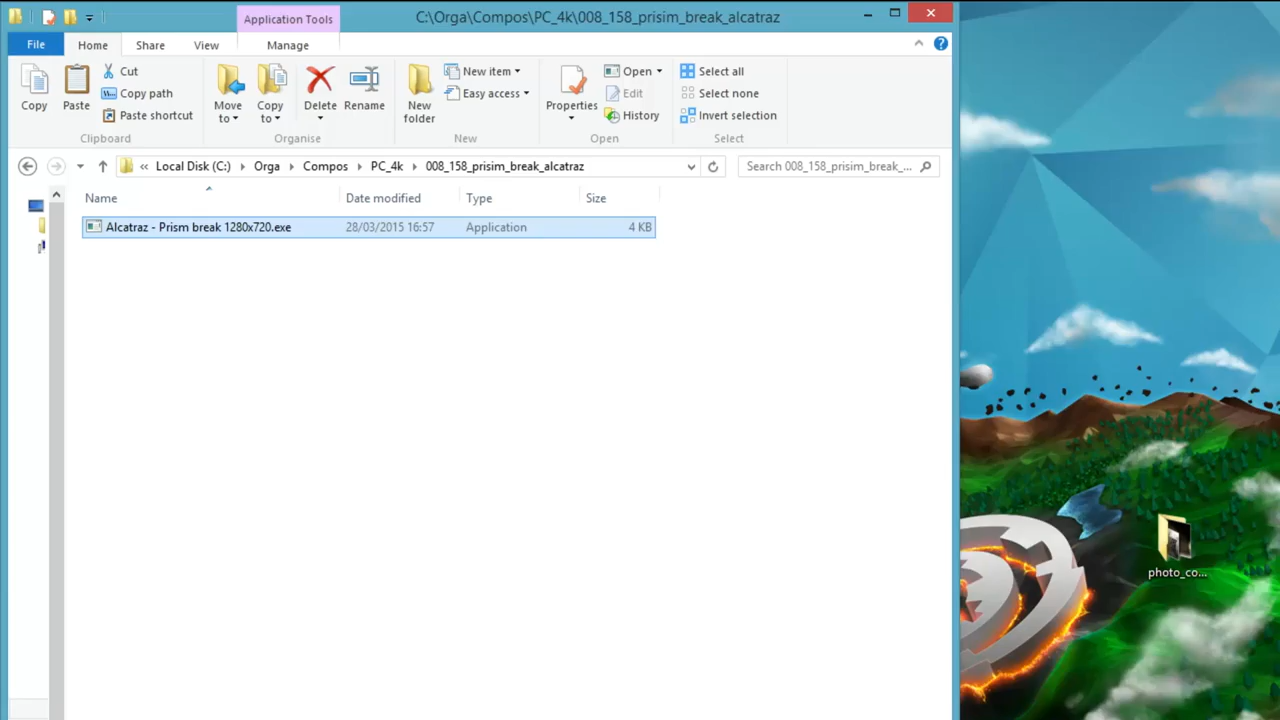 Application Tools
C:\Orga\Compos\PC_4k\008_158_prisim_break_alcatraz
File
Home
Share
View
Manage
Copy
Paste
Cut
Copy path
Paste shortcut
Clipboard
Move to
Copy to
Delete
Rename
Organise
New folder
New item
Easy access
New
Properties
Open
Edit
History
Open
Select all
Select none
Invert selection
Select
« Local Disk (C:) Orga Compos PC_4k 008_158_prisim_break_alcatraz
Search 008_158_prisim_break_...
Name Date modified Type Size
Alcatraz - Prism break 1280x720.exe 28/03/2015 16:57 Application 4 KB
photo_co...